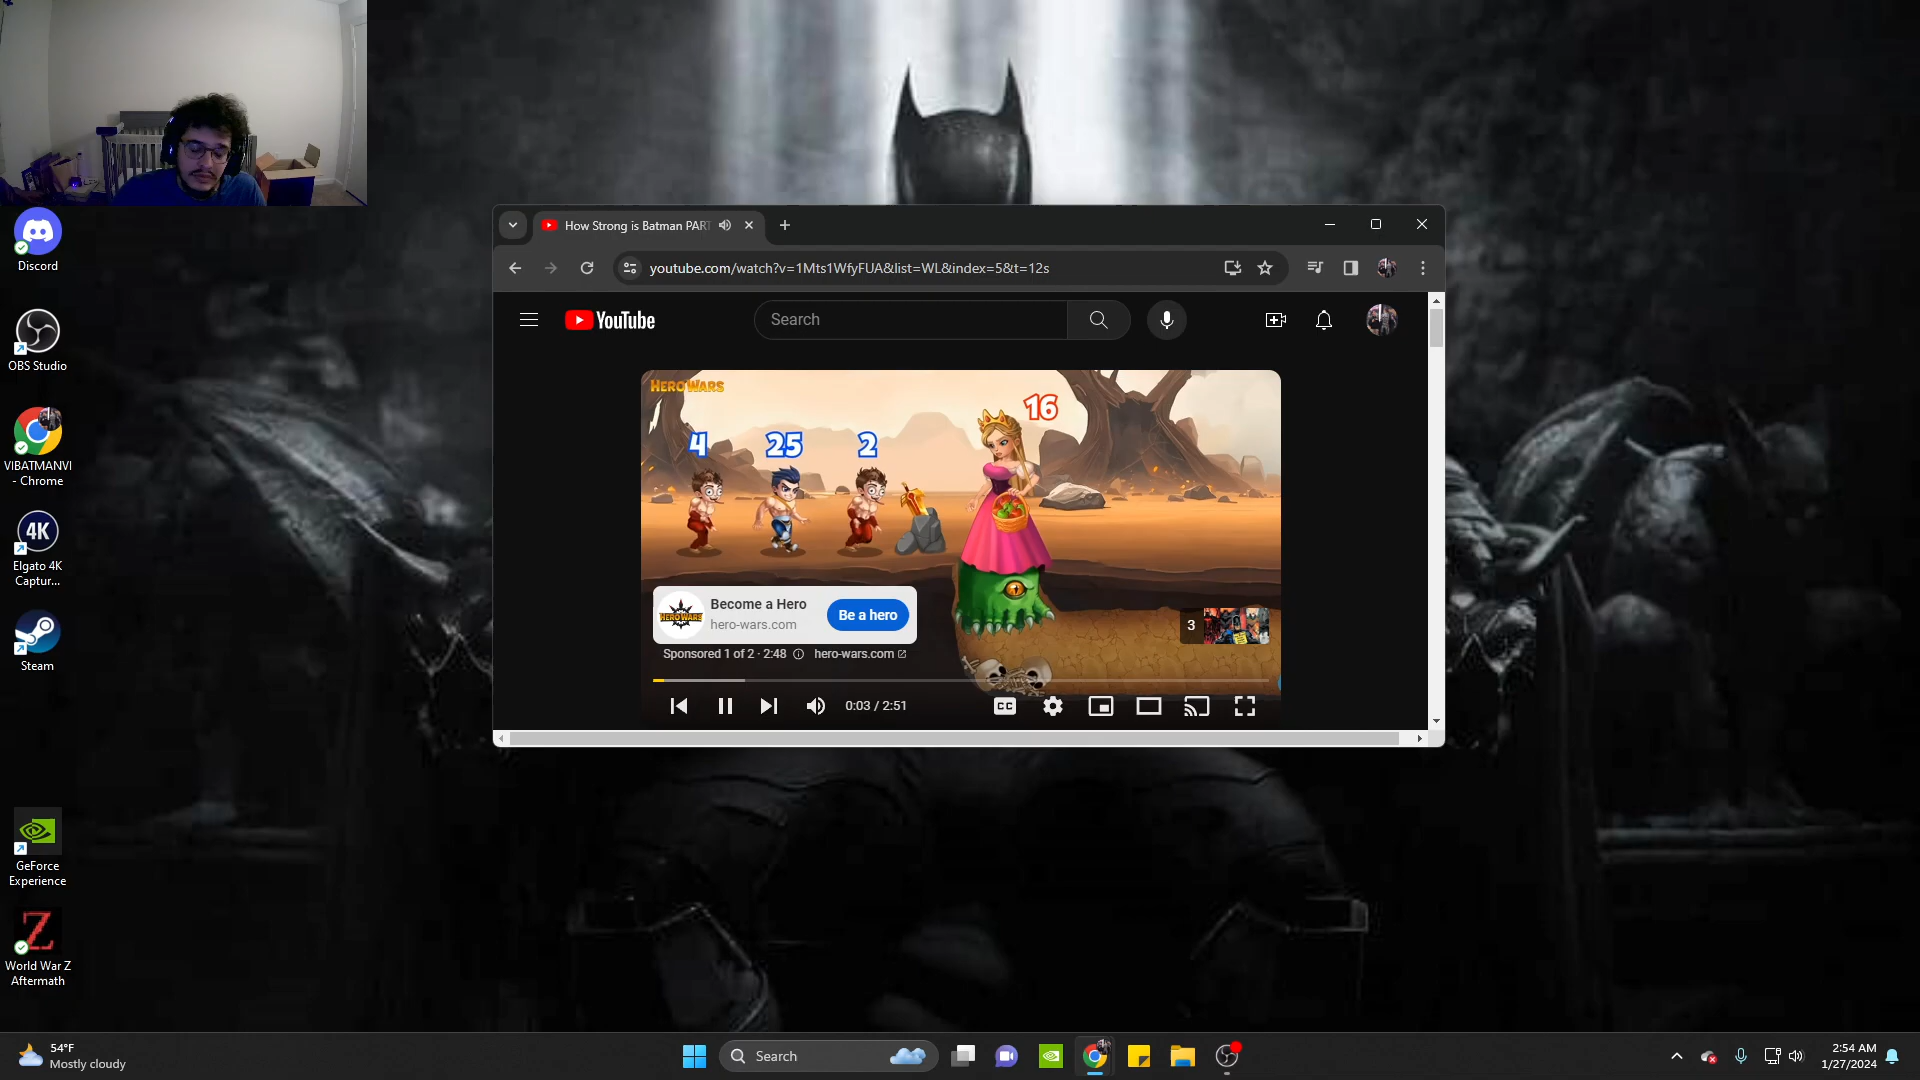 Discord
OBS Studio
VIBATMANVI
- Chrome
4K
Elgato 4K
Captur...
Steam
GeForce
Experience
Z
World War Z
Aftermath
How Strong is Batman PAR
youtube.com/watch?v=1Mts1WfyFUA&list=WL&index=5&t=12s
YouTube
Search
HERO WARS
4
25
2
16
HERO WARS
Become a Hero
hero-wars.com
Be a hero
3
Sponsored 1 of 2 · 2:48
hero-wars.com
0:03 / 2:51
CC
54°F
Mostly cloudy
Search
2:54 AM
1/27/2024